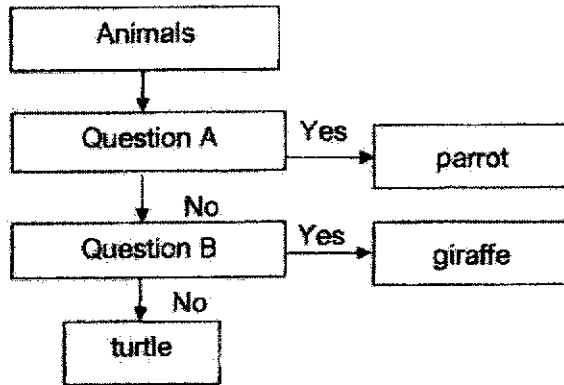 Animals
Question A
Yes
parrot
No
Question B
Yes
giraffe
No
turtle